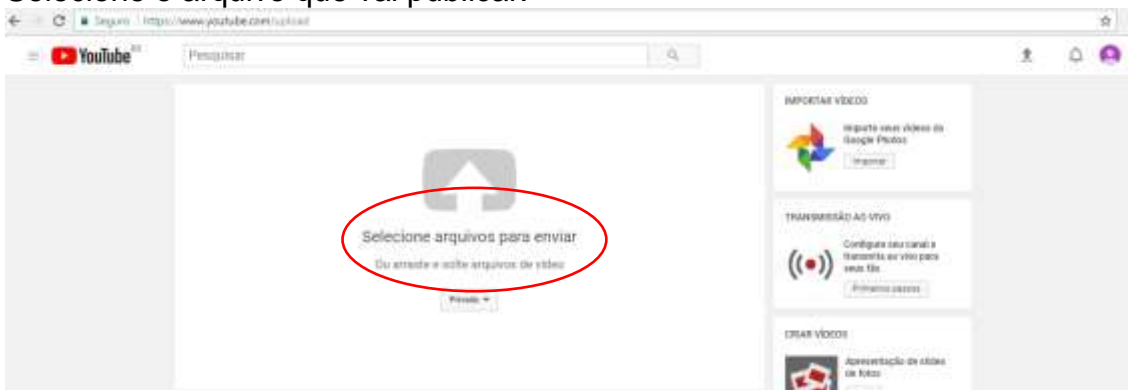 Selecione o arquivo que vai publicar.
Seguro https://www.youtube.com/upload
YouTube BR
Pesquisar
Selecione arquivos para enviar
Ou arraste e solte arquivos de vídeo
Privado
IMPORTAR VÍDEOS
Importe seus vídeos do
Google Photos
Importar
TRANSMISSÃO AO VIVO
Configure seu canal e
transmita ao vivo para
seus fãs
Primeiros passos
CRIAR VÍDEOS
Apresentação de slides
de fotos